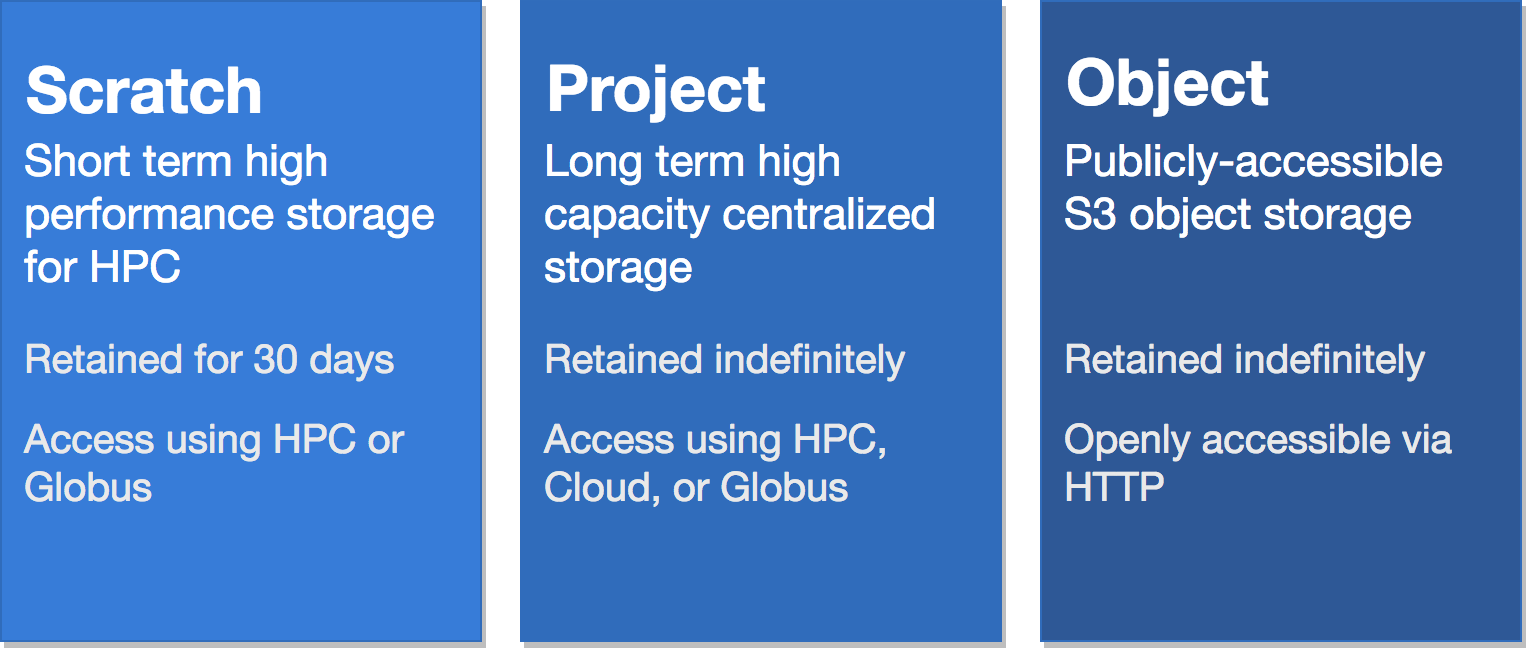 Scratch
Short term high
performance storage
for HPC
Retained for 30 days
Access using HPC or
Globus
Project
Long term high
capacity centralized
storage
Retained indefinitely
Access using HPC,
Cloud, or Globus
Object
Publicly-accessible
S3 object storage
Retained indefinitely
Openly accessible via
HTTP